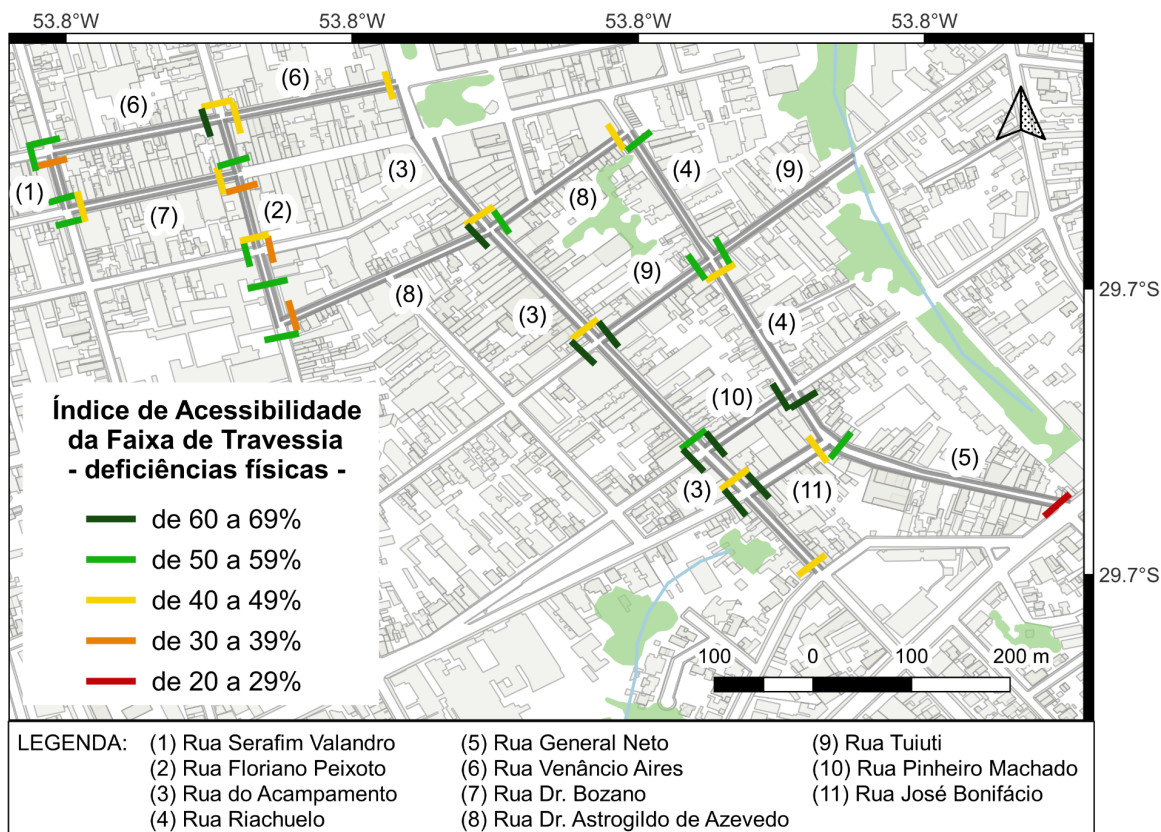 53.8°W 53.8°W 53.8°W 53.8°W
(6)
(6)
(3)
(4)
(9)
(1)
(8)
(7)
(2)
(9)
(8)
29.7°S
(3)
(4)
Índice de Acessibilidade
da Faixa de Travessia
- deficiências físicas -
(10)
(5)
(3)
(11)
de 60 a 69%
de 50 a 59%
de 40 a 49%
de 30 a 39%
de 20 a 29%
29.7°S
100 0 100 200 m
LEGENDA: (1) Rua Serafim Valandro (5) Rua General Neto (9) Rua Tuiuti
(2) Rua Floriano Peixoto (6) Rua Venâncio Aires (10) Rua Pinheiro Machado
(3) Rua do Acampamento (7) Rua Dr. Bozano (11) Rua José Bonifácio
(4) Rua Riachuelo (8) Rua Dr. Astrogildo de Azevedo